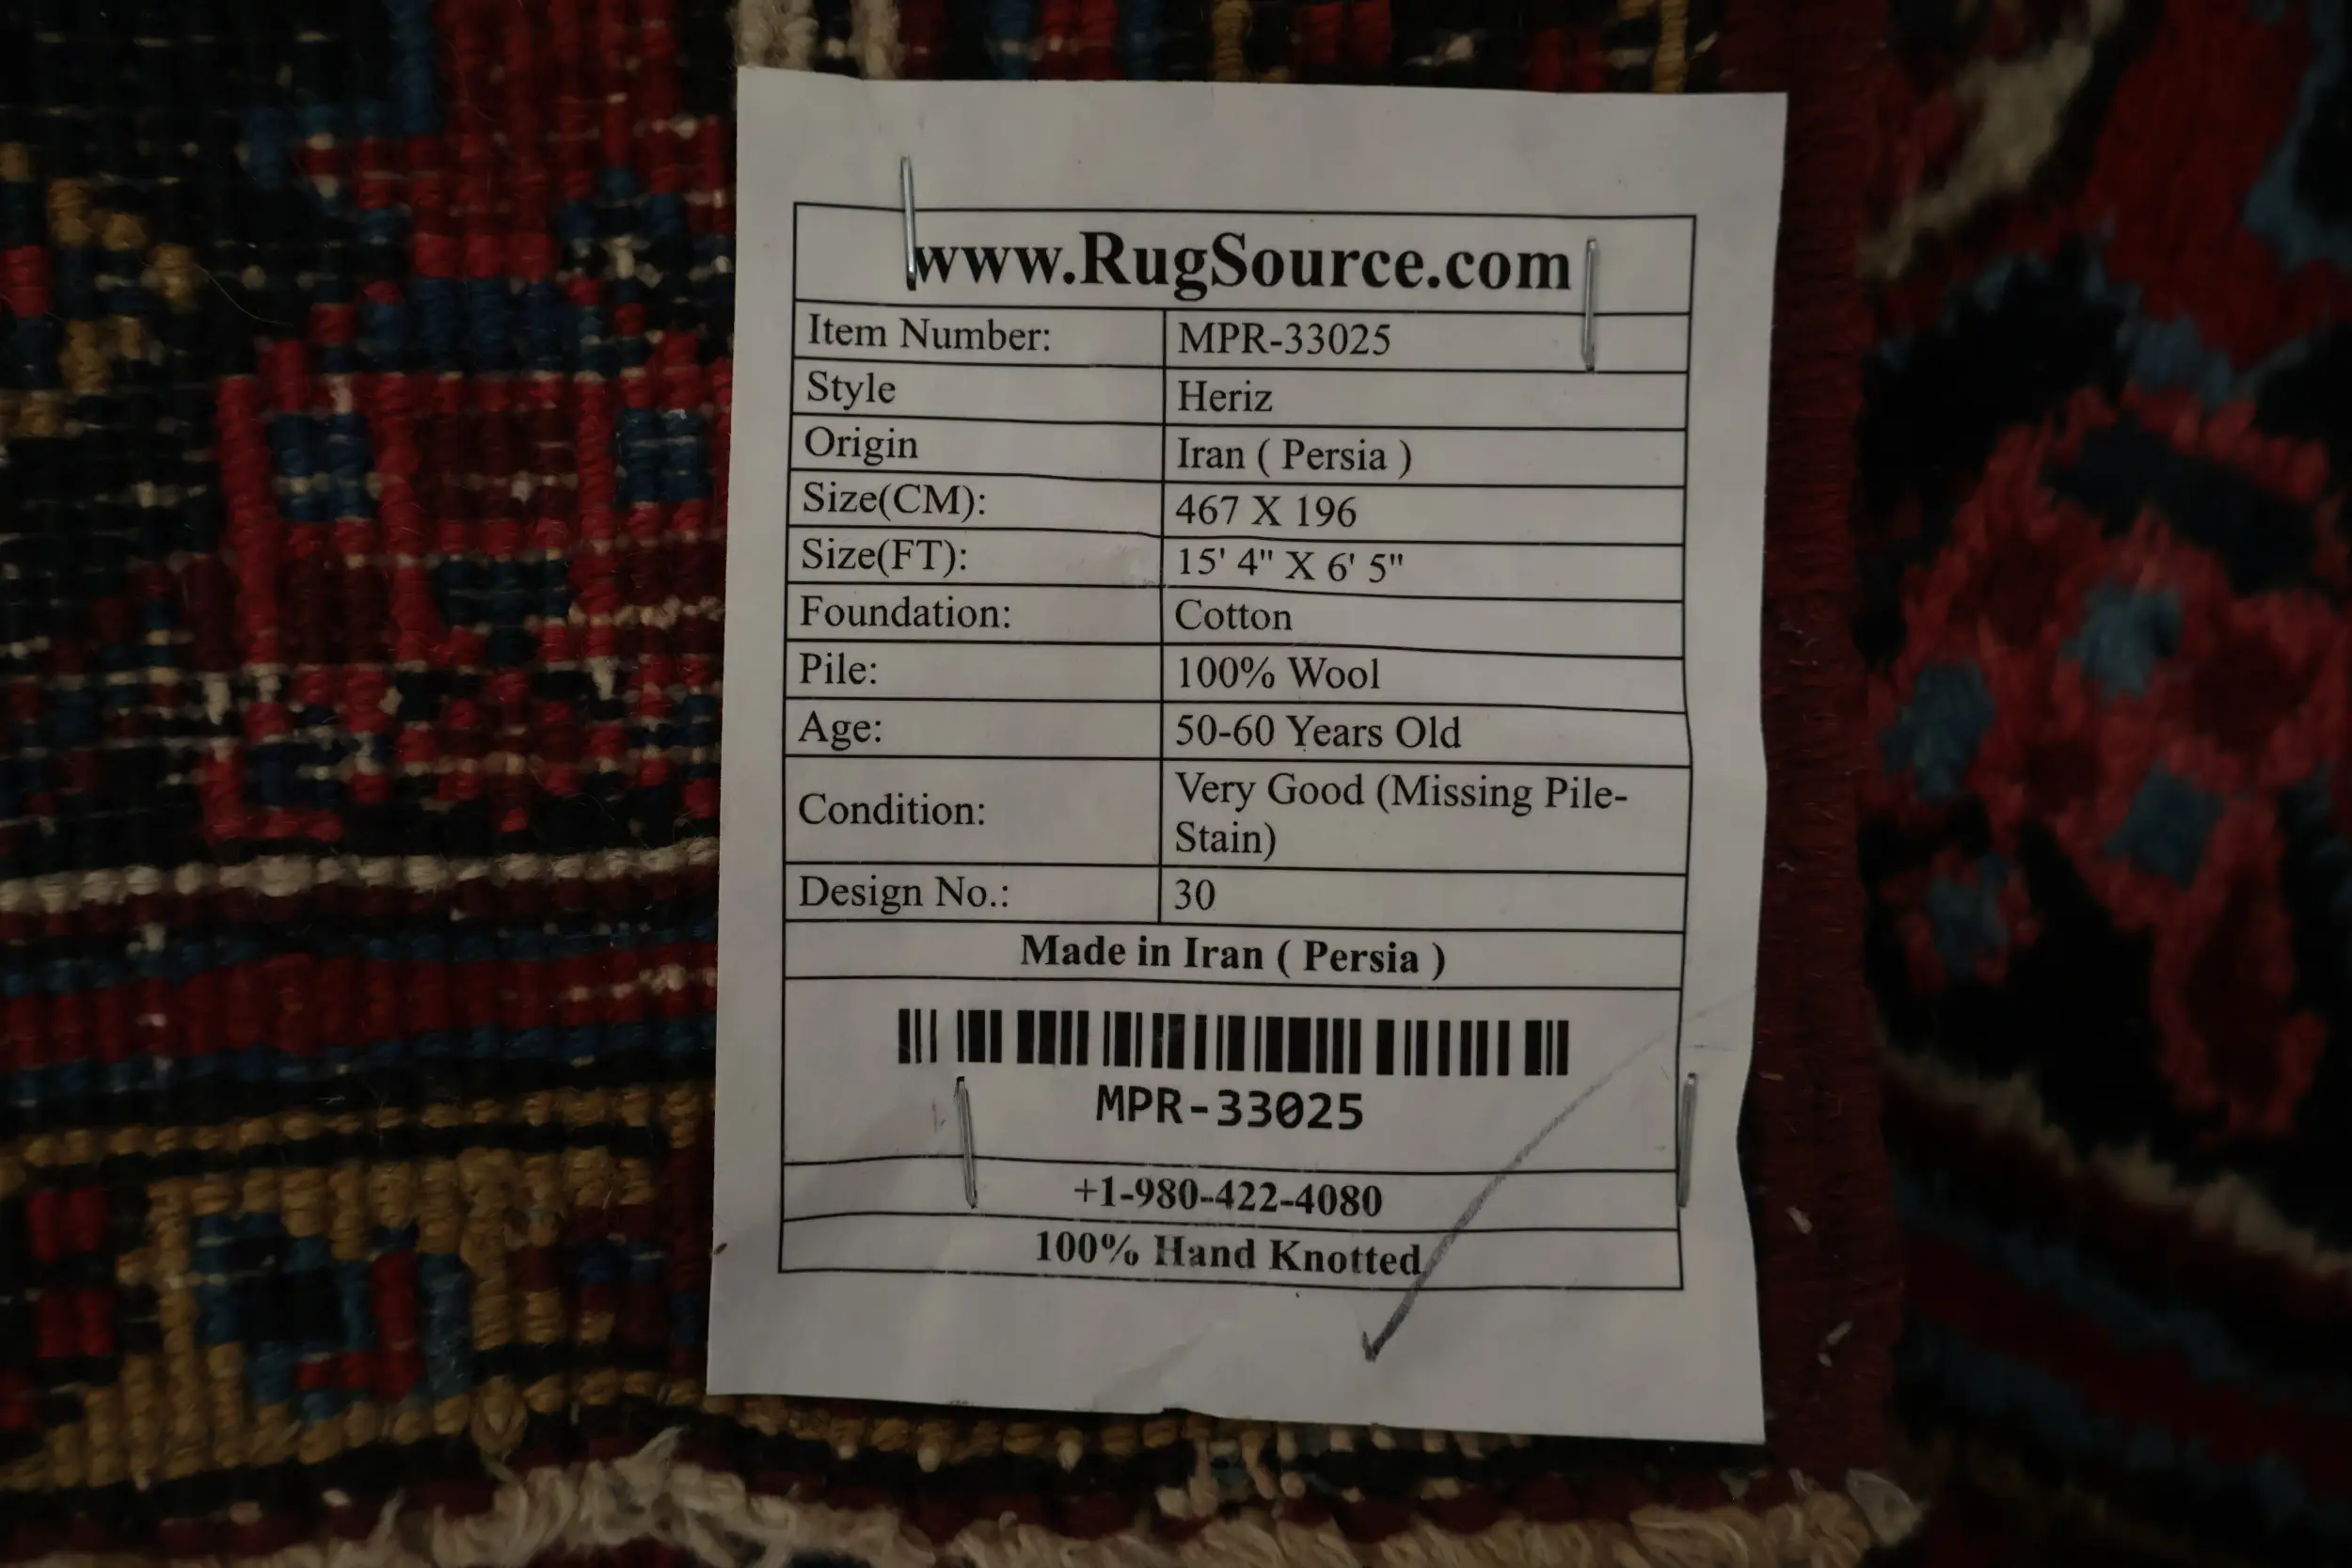 www.RugSource.com
Item Number: MPR-33025
Style Heriz
Origin Iran ( Persia )
Size(CM): 467 X 196
Size(FT): 15' 4" X 6' 5"
Foundation: Cotton
Pile: 100% Wool
Age: 50-60 Years Old
Condition: Very Good (Missing Pile-
Stain)
Design No.: 30
Made in Iran ( Persia )
MPR-33025
+1-980-422-4080
100% Hand Knotted